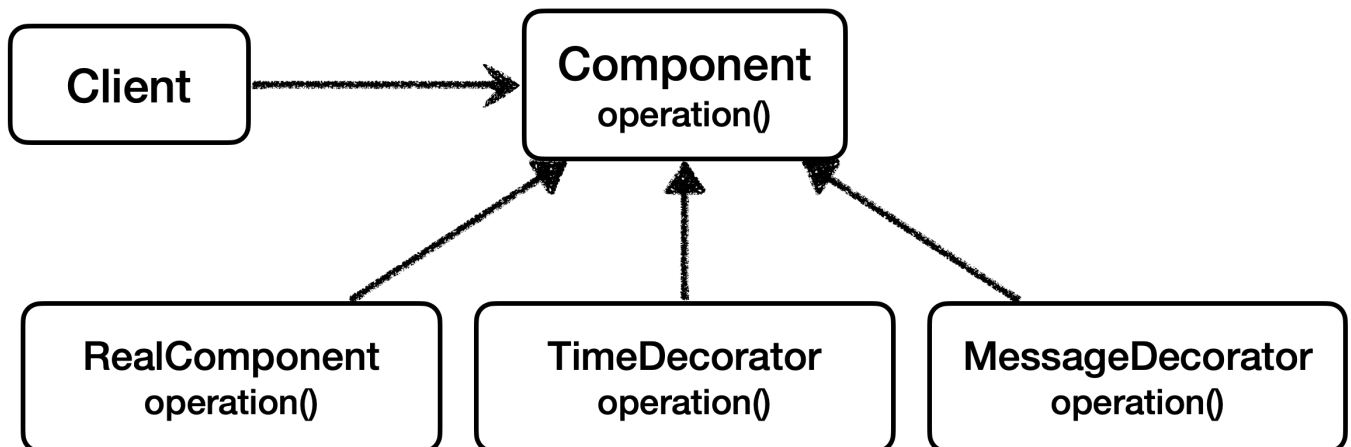 Client
Component
operation()
RealComponent
operation()
TimeDecorator
operation()
MessageDecorator
operation()